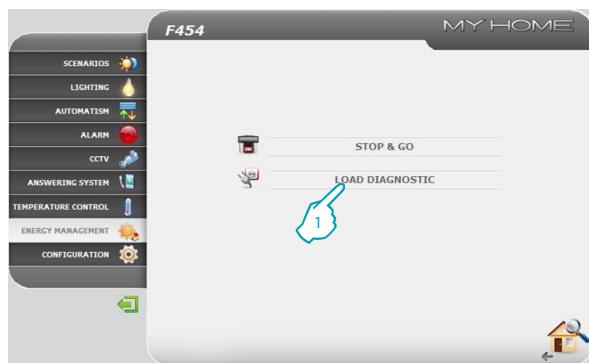 F454
MY HOME
SCENARIOS
LIGHTING
AUTOMATISM
ALARM
CCTV
ANSWERING SYSTEM
TEMPERATURE CONTROL
ENERGY MANAGEMENT
CONFIGURATION
STOP & GO
LOAD DIAGNOSTIC
1